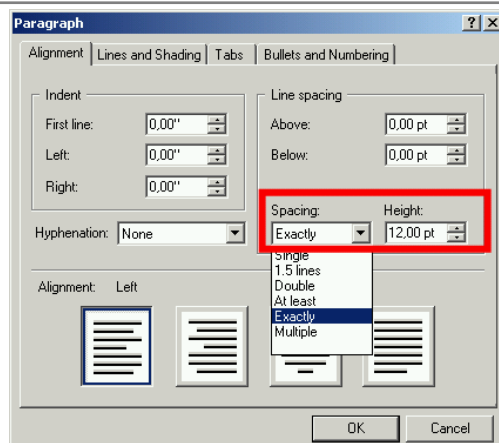 Paragraph
Alignment Lines and Shading Tabs Bullets and Numbering
Indent
First line: 0,00"
Left: 0,00"
Right: 0,00"
Line spacing
Above: 0,00 pt
Below: 0,00 pt
Spacing: Height:
Exactly 12,00 pt
Hyphenation: None
Single
1.5 lines
Double
At least
Exactly
Multiple
Alignment: Left
OK Cancel